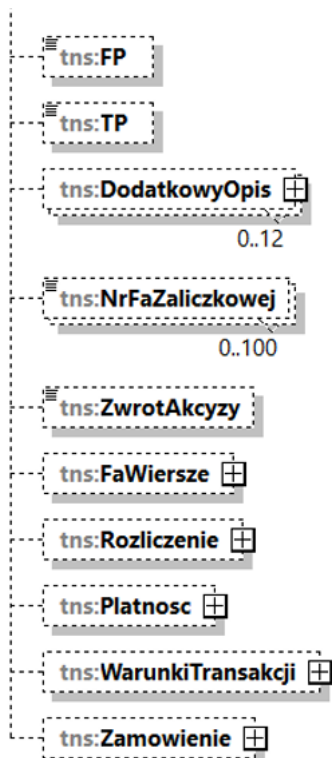 tns:FP
tns:TP
tns:DodatkowyOpis
0..12
tns:NrFaZaliczkowej
0..100
tns:ZwrotAkcyzy
tns:FaWiersze
tns:Rozliczenie
tns:Platnosc
tns:WarunkiTransakcji
tns:Zamowienie